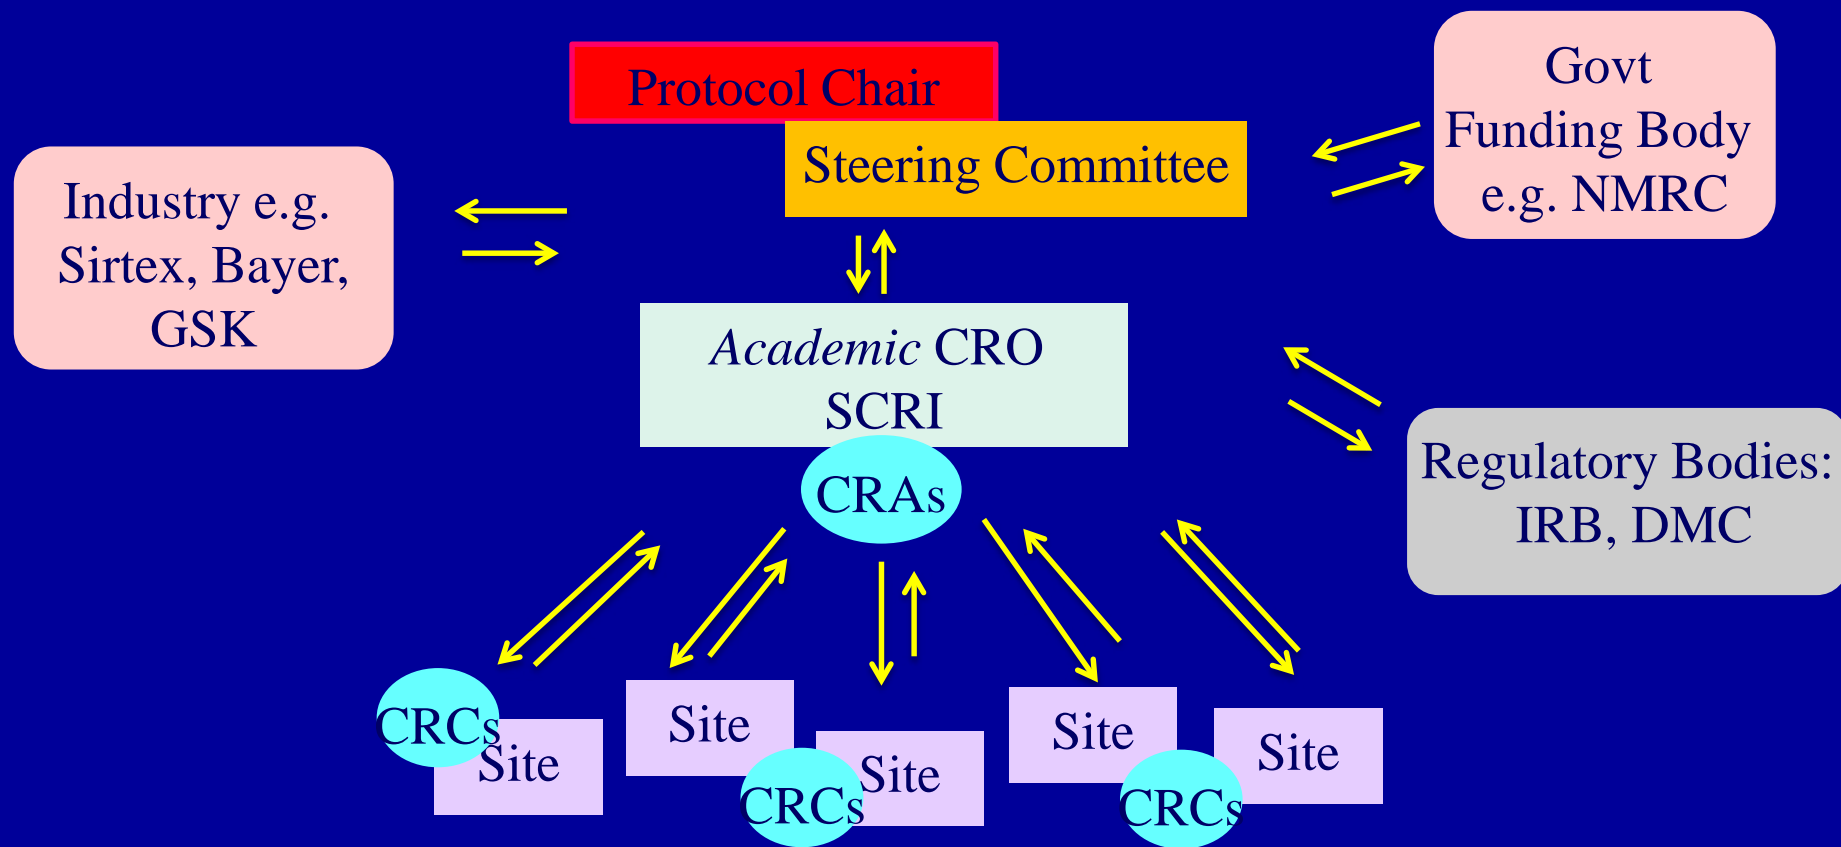 Protocol Chair
Steering Committee
Govt
Funding Body
e.g. NMRC
Industry e.g.
Sirtex, Bayer,
GSK
Academic CRO
SCRI
CRAs
Regulatory Bodies:
IRB, DMC
CRCs
Site
Site
CRCs
Site
Site
CRCs
Site